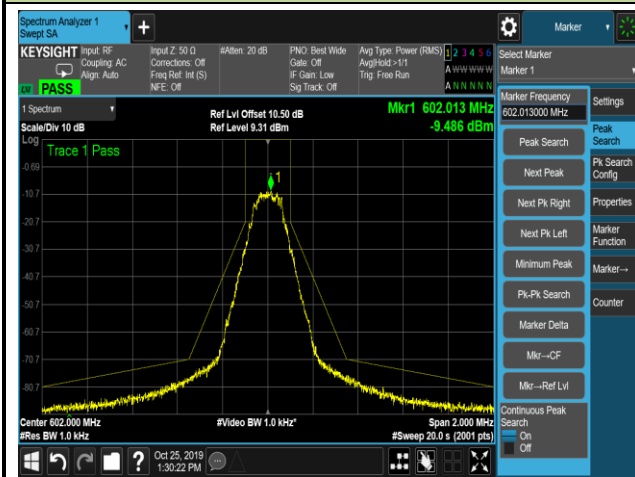 Spectrum Analyzer 1
Swept SA
+
Marker
KEYSIGHT
Input: RF
Coupling: AC
Align: Auto
Input Z: 50 Ω
Corrections: Off
Freq Ref: Int (S)
NFE: Off
#Atten: 20 dB
PNO: Best Wide
Gate: Off
IF Gain: Low
Sig Track: Off
Avg Type: Power (RMS)
Avg|Hold >1/1
Trig: Free Run
1 2 3 4 5 6
A W W W W W
A N N N N N
LXI
PASS
Select Marker
Marker 1
1 Spectrum
Scale/Div 10 dB
Ref Lvl Offset 10.50 dB
Ref Level 9.31 dBm
Mkr1 602.013 MHz
-9.486 dBm
Log
Trace 1 Pass
1
-0.69
-10.7
-20.7
-30.7
-40.7
-50.7
-60.7
-70.7
-80.7
Center 602.000 MHz
#Res BW 1.0 kHz
#Video BW 1.0 kHz*
Span 2.000 MHz
#Sweep 20.0 s (2001 pts)
Marker Frequency
602.013000 MHz
Peak Search
Next Peak
Next Pk Right
Next Pk Left
Minimum Peak
Pk-Pk Search
Marker Delta
Mkr→CF
Mkr→Ref Lvl
Continuous Peak
Search
On
Off
Settings
Peak
Search
Pk Search
Config
Properties
Marker
Function
Marker→
Counter
?
Oct 25, 2019
1:30:22 PM